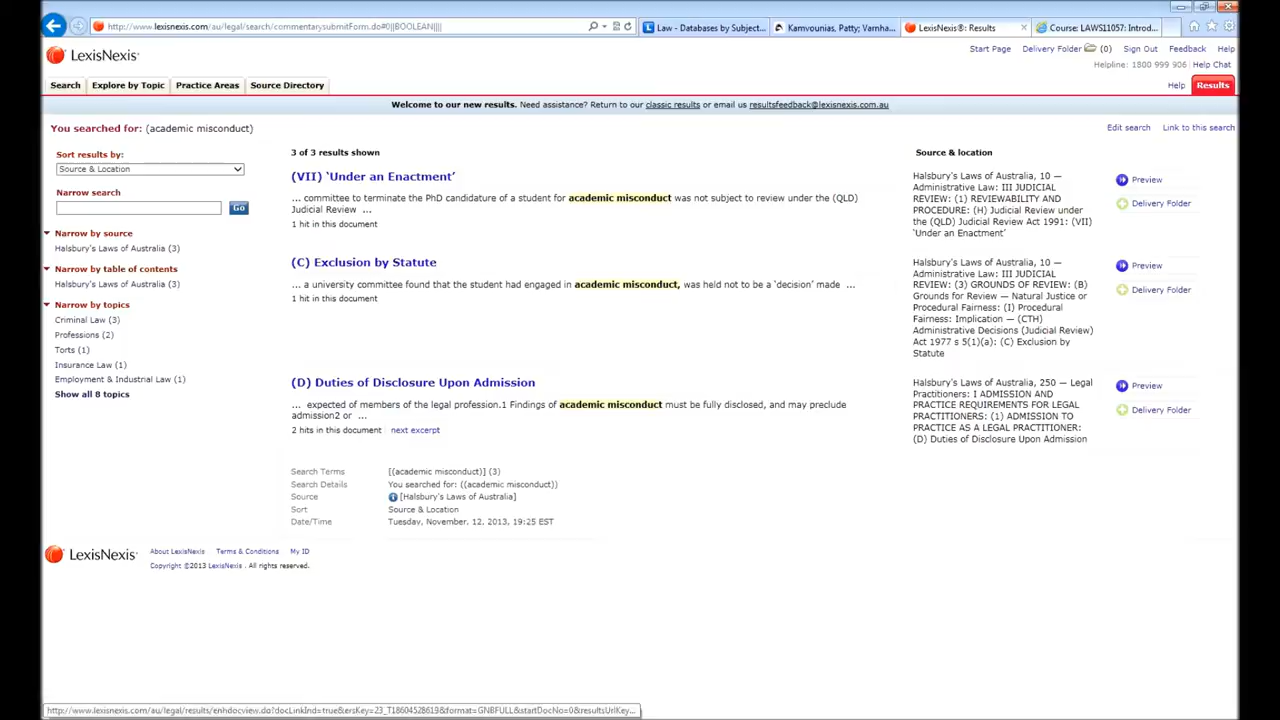 http://www.lexisnexis.com/au/legal/search/commentarysubmitForm.do#0||BOOLEAN||||
Law - Databases by Subject...
Kamvounias, Patty; Varnha...
LexisNexis®: Results
Course: LAWS11057: Introd...
LexisNexis®
Start Page
Delivery Folder (0)
Sign Out
Feedback
Help
Helpline: 1800 999 906 | Help Chat
Search
Explore by Topic
Practice Areas
Source Directory
Help
Results
Welcome to our new results. Need assistance? Return to our classic results or email us resultsfeedback@lexisnexis.com.au
You searched for: (academic misconduct)
Edit search
Link to this search
Sort results by:
Source & Location
Narrow search
Go
Narrow by source
Halsbury's Laws of Australia (3)
Narrow by table of contents
Halsbury's Laws of Australia (3)
Narrow by topics
Criminal Law (3)
Professions (2)
Torts (1)
Insurance Law (1)
Employment & Industrial Law (1)
Show all 8 topics
3 of 3 results shown
Source & location
(VII) ‘Under an Enactment’
... committee to terminate the PhD candidature of a student for academic misconduct was not subject to review under the (QLD)
Judicial Review ...
1 hit in this document
Halsbury's Laws of Australia, 10 —
Administrative Law: III JUDICIAL
REVIEW: (1) REVIEWABILITY AND
PROCEDURE: (H) Judicial Review under
the (QLD) Judicial Review Act 1991: (VII)
‘Under an Enactment’
Preview
Delivery Folder
(C) Exclusion by Statute
... a university committee found that the student had engaged in academic misconduct, was held not to be a ‘decision’ made ...
1 hit in this document
Halsbury's Laws of Australia, 10 —
Administrative Law: III JUDICIAL
REVIEW: (3) GROUNDS OF REVIEW: (B)
Grounds for Review — Natural Justice or
Procedural Fairness: (I) Procedural
Fairness: Implication — (CTH)
Administrative Decisions (Judicial Review)
Act 1977 s 5(1)(a): (C) Exclusion by
Statute
Preview
Delivery Folder
(D) Duties of Disclosure Upon Admission
... expected of members of the legal profession.1 Findings of academic misconduct must be fully disclosed, and may preclude
admission2 or ...
2 hits in this document next excerpt
Halsbury's Laws of Australia, 250 — Legal
Practitioners: I ADMISSION AND
PRACTICE REQUIREMENTS FOR LEGAL
PRACTITIONERS: (1) ADMISSION TO
PRACTICE AS A LEGAL PRACTITIONER:
(D) Duties of Disclosure Upon Admission
Preview
Delivery Folder
Search Terms [(academic misconduct)] (3)
Search Details You searched for: ((academic misconduct))
Source [Halsbury's Laws of Australia]
Sort Source & Location
Date/Time Tuesday, November. 12, 2013, 19:25 EST
LexisNexis®
About LexisNexis
Terms & Conditions
My ID
Copyright ©2013 LexisNexis . All rights reserved.
http://www.lexisnexis.com/au/legal/results/enhdocview.do?docLinkInd=true&ersKey=23_T18604528619&format=GNBFULL&startDocNo=0&resultsUrlKey...